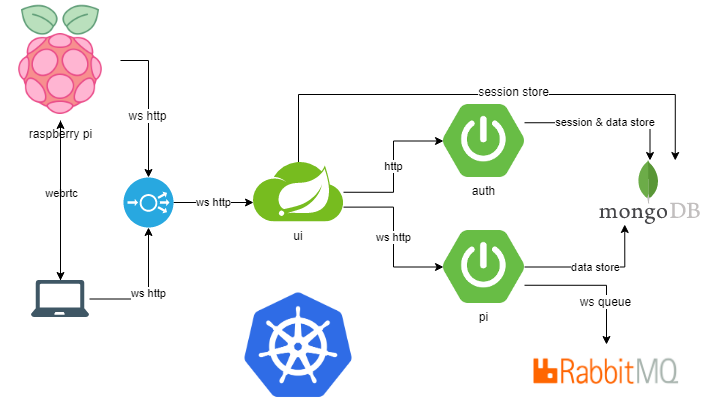 session store
ws http
session & data store
raspberry pi
http
auth
webrtc
ws http
mongoDB
ui
ws http
data store
ws http
ws queue
pi
RabbitMQ